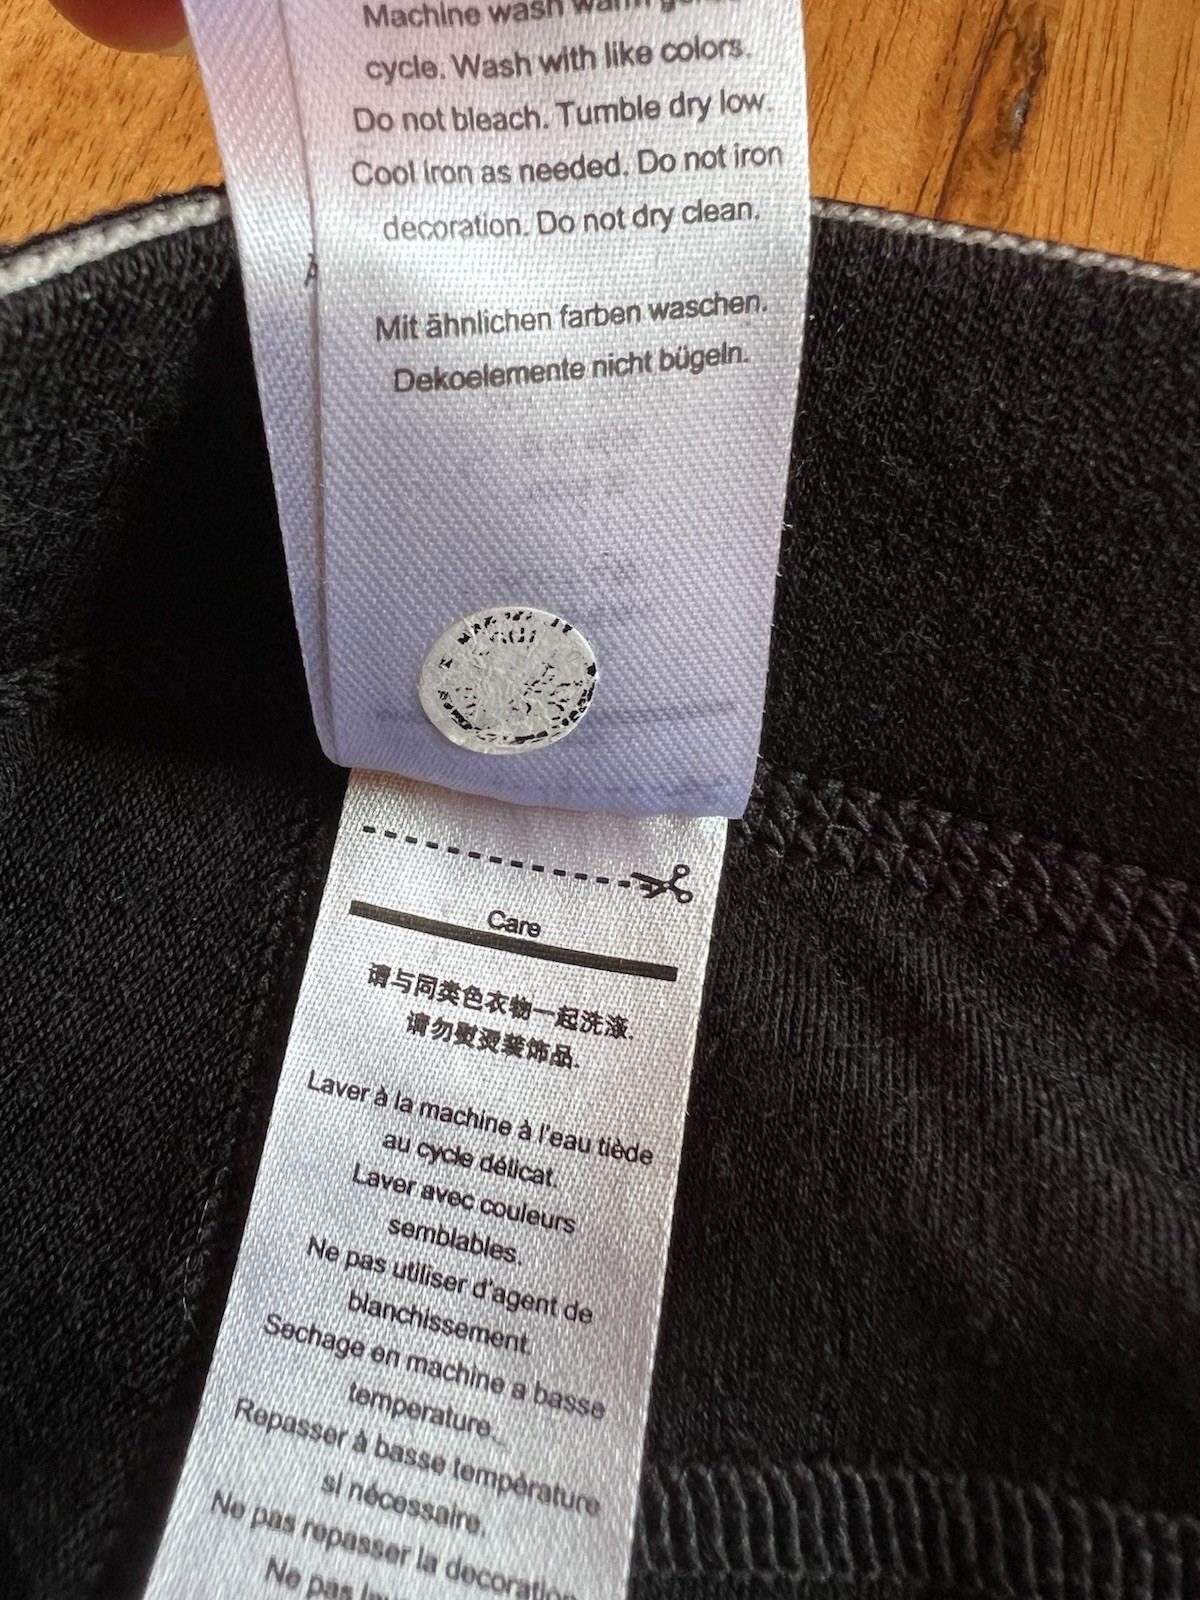 Machine wash warm
cycle. Wash with like colors.
Do not bleach. Tumble dry low.
Cool Iron as needed. Do not iron
decoration. Do not dry clean.
Mit ähnlichen farben waschen.
Dekoelemente nicht bügeln.
Care
请与同类色衣物一起洗涤.
请勿熨烫装饰品.
Laver à la machine à l'eau tiède
au cycle délicat.
Laver avec couleurs
semblables.
Ne pas utiliser d'agent de
blanchissement.
Sechage en machine a basse
temperature.
Repasser à basse température
si nécessaire.
Ne pas repasser la decoration
Ne pas